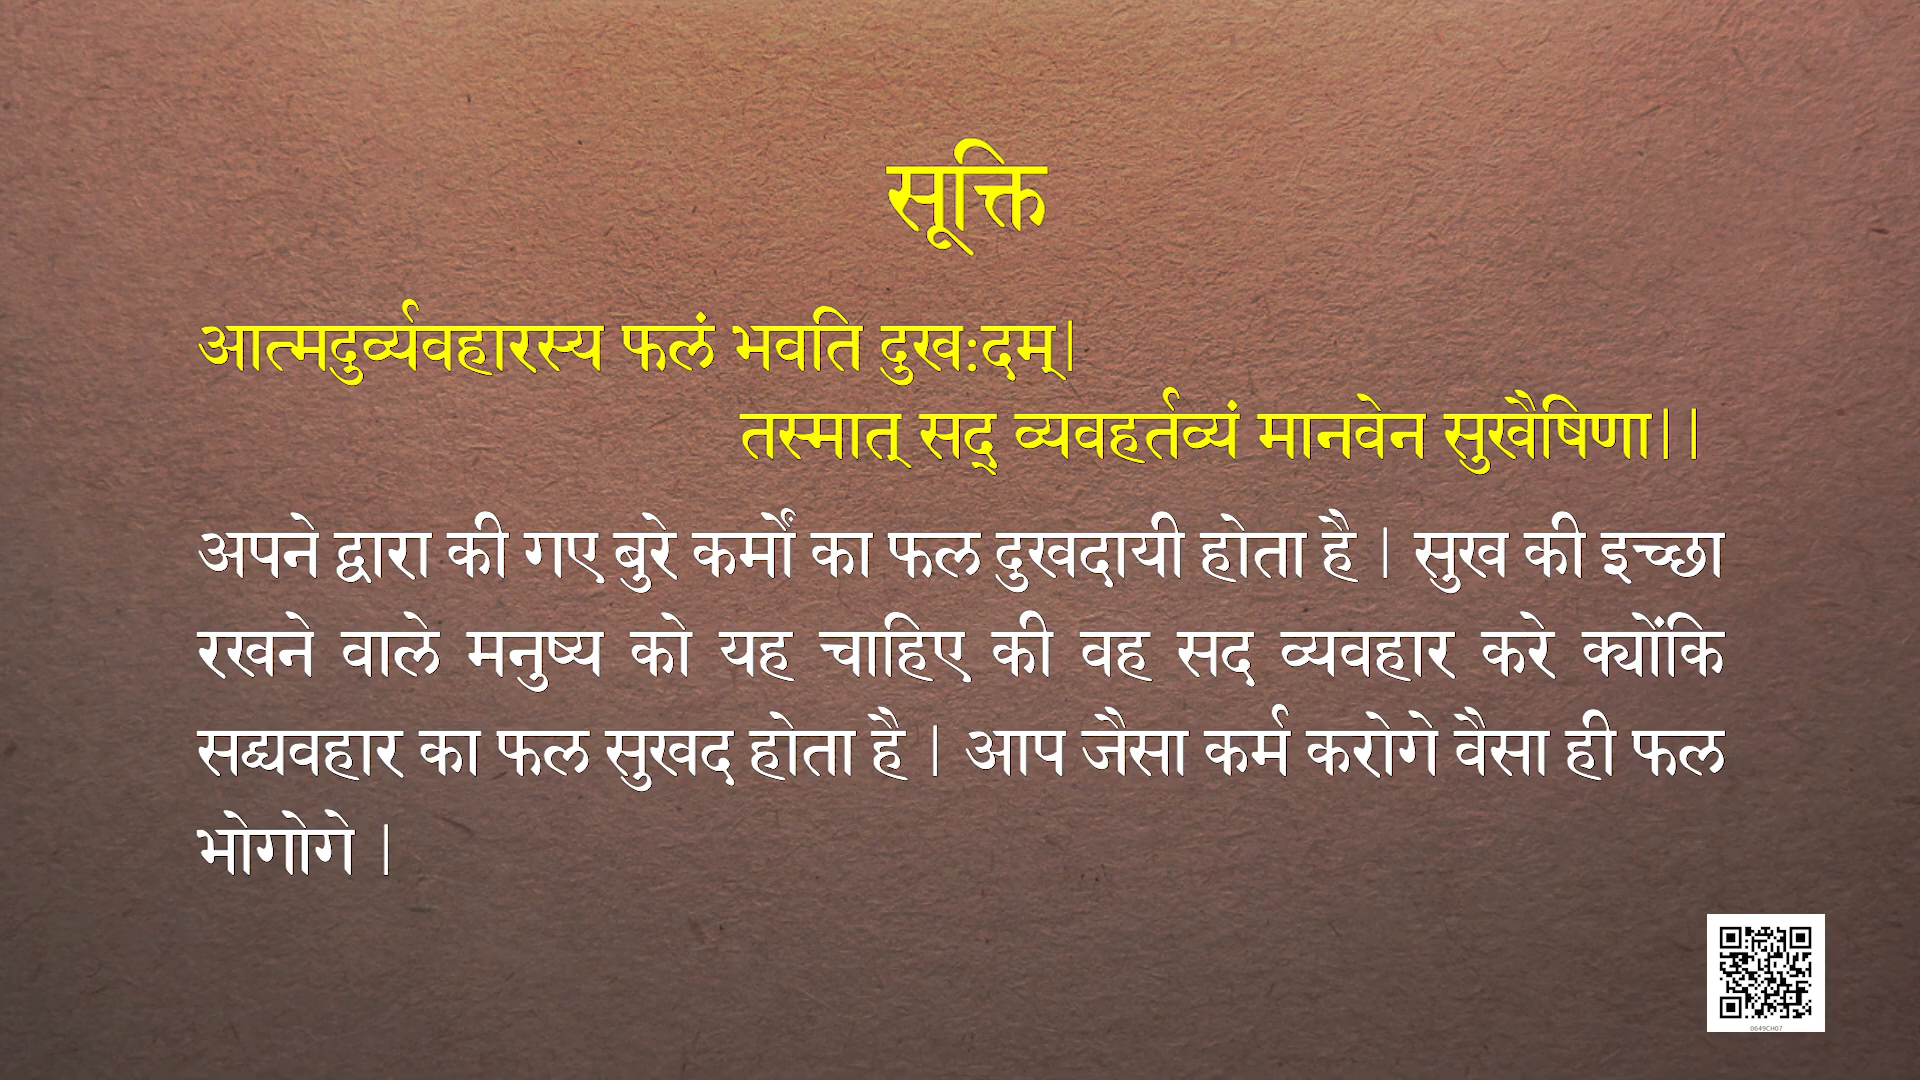 सूक्ति
आत्मदुर्व्यवहारस्य फलं भवति दुखःदम्।
तस्मात् सद् व्यवहर्तव्यं मानवेन सुखैषिणा।।
अपने द्वारा की गए बुरे कर्मों का फल दुखदायी होता है | सुख की इच्छा
रखने वाले मनुष्य को यह चाहिए की वह सद व्यवहार करे क्योंकि
सद्व्यवहार का फल सुखद होता है | आप जैसा कर्म करोगे वैसा ही फल
भोगोगे |
0649CH07